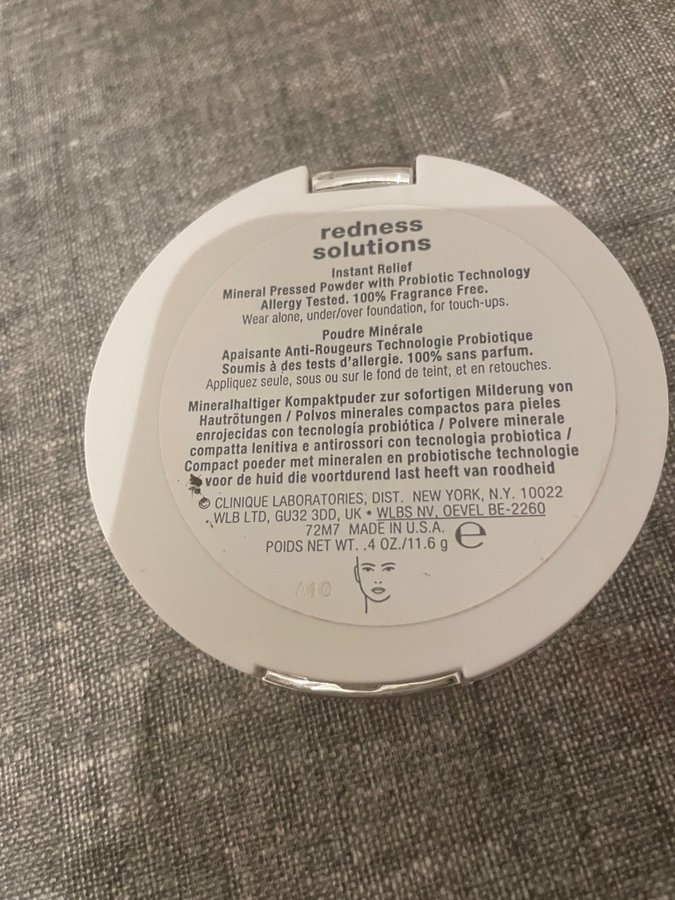 redness
solutions
Instant Relief
Mineral Pressed Powder with Probiotic Technology
Allergy Tested. 100% Fragrance Free.
Wear alone, under/over foundation, for touch-ups.
Poudre Minérale
Apaisante Anti-Rougeurs Technologie Probiotique
Soumis à des tests d'allergie. 100% sans parfum.
Appliquez seule, sous ou sur le fond de teint, et en retouches.
Mineralhaltiger Kompaktpuder zur sofortigen Milderung von
Hautrötungen / Polvos minerales compactos para pieles
enrojecidas con tecnología probiótica / Polvere minerale
compatta lenitiva e antirossori con tecnologia probiotica /
Compact poeder met mineralen en probiotische technologie
voor de huid die voortdurend last heeft van roodheid
© CLINIQUE LABORATORIES, DIST. NEW YORK, N.Y. 10022
WLB LTD, GU32 3DD, UK • WLBS NV, OEVEL BE-2260
72M7 MADE IN U.S.A.
POIDS NET WT. .4 OZ./11.6 g ℮
A10